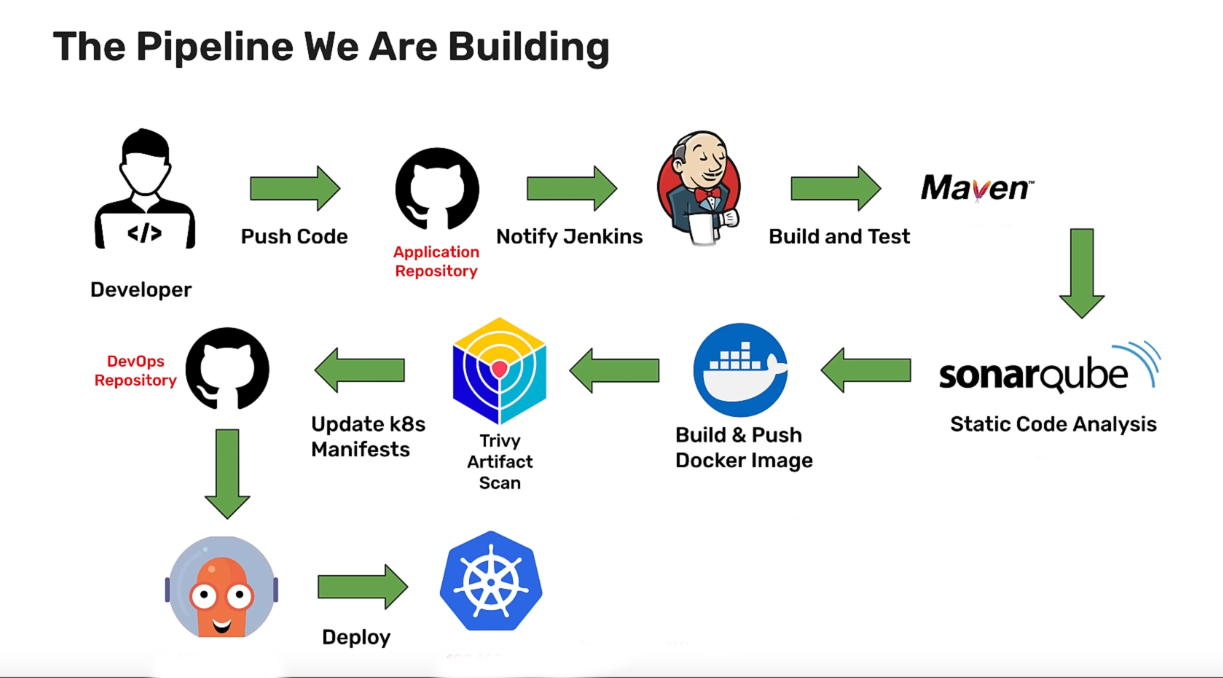 The Pipeline We Are Building
</>
Push Code
Application
Repository
Notify Jenkins
Build and Test
Maven™
Developer
DevOps
Repository
Update k8s
Manifests
Trivy
Artifact
Scan
Build & Push
Docker Image
sonarqube
Static Code Analysis
Deploy